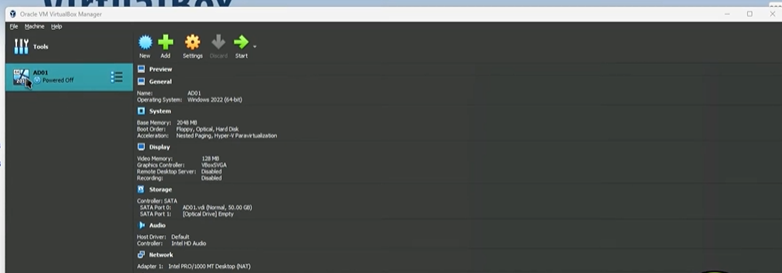 VirtualBox
Oracle VM VirtualBox Manager
File Machine Help
Tools
New Add Settings Discard Start
AD01
Powered Off
Preview
General
Name: AD01
Operating System: Windows 2022 (64-bit)
System
Base Memory: 2048 MB
Boot Order: Floppy, Optical, Hard Disk
Acceleration: Nested Paging, Hyper-V Paravirtualization
Display
Video Memory: 128 MB
Graphics Controller: VBoxSVGA
Remote Desktop Server: Disabled
Recording: Disabled
Storage
Controller: SATA
SATA Port 0: AD01.vdi (Normal, 50.00 GB)
SATA Port 1: [Optical Drive] Empty
Audio
Host Driver: Default
Controller: Intel HD Audio
Network
Adapter 1: Intel PRO/1000 MT Desktop (NAT)